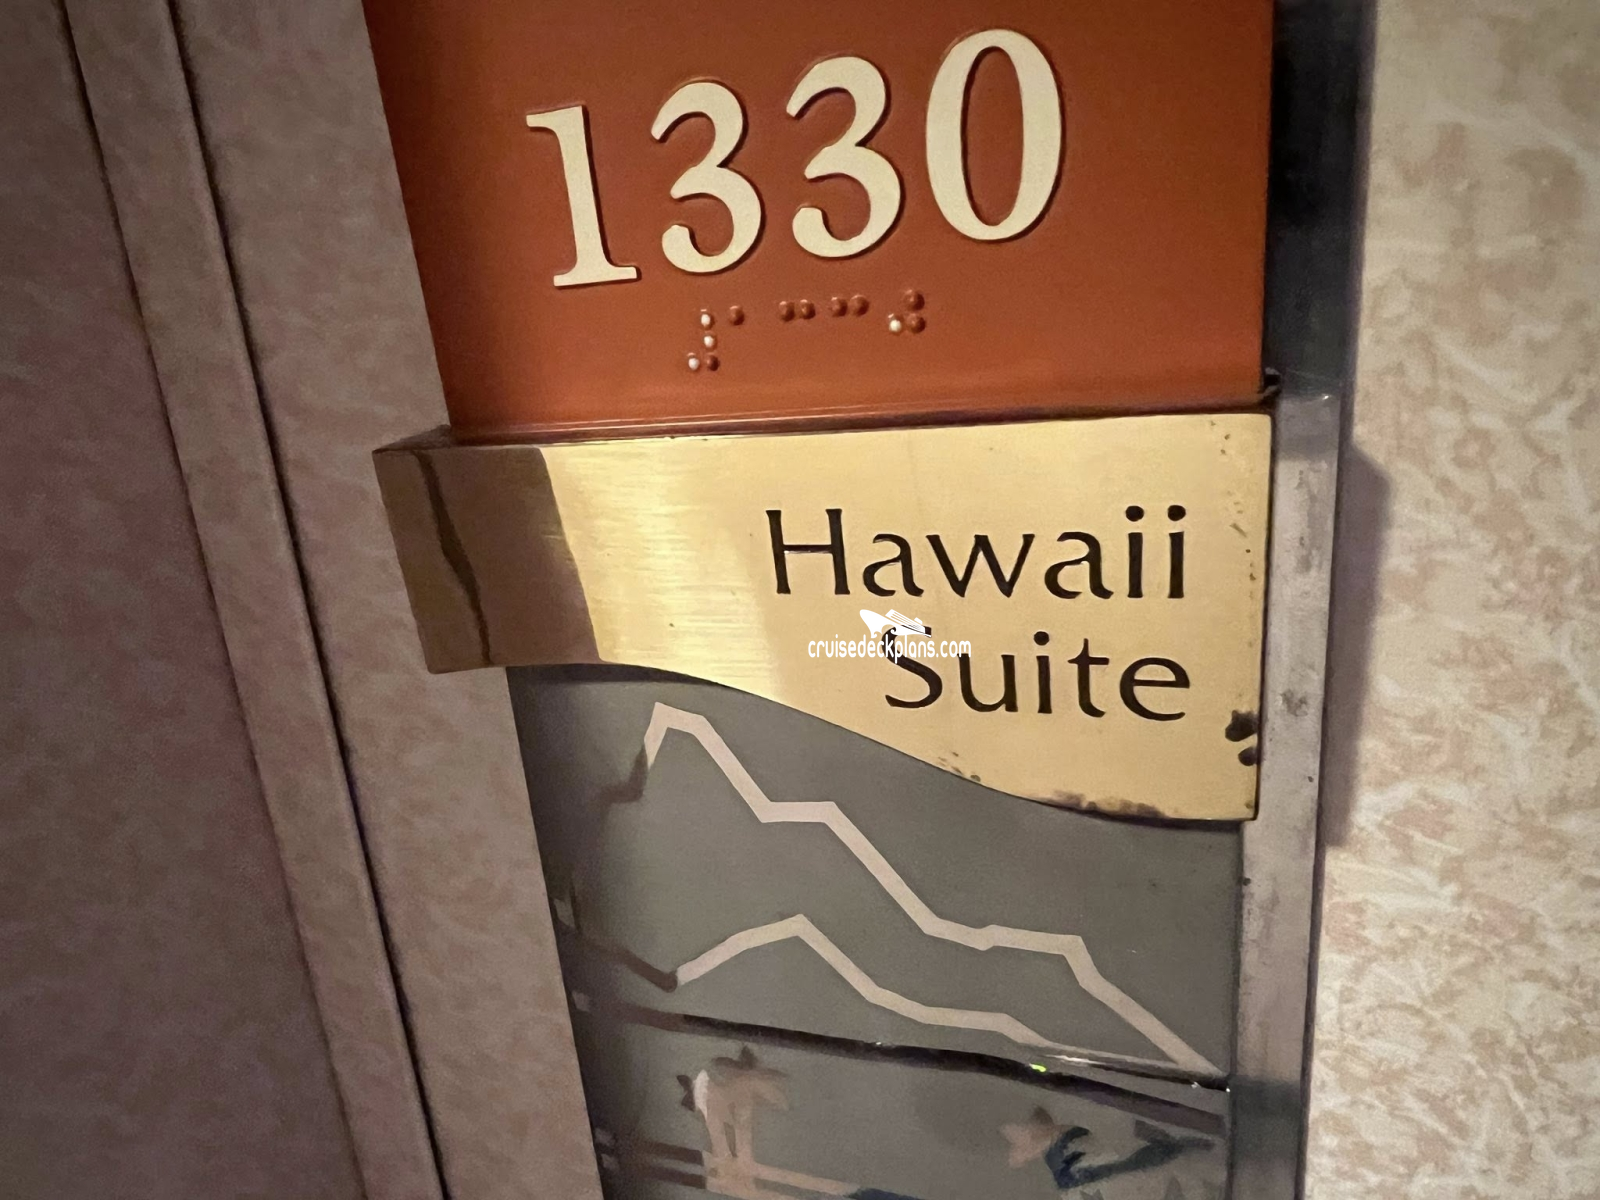 1330
⠼⠁⠉⠉⠚
Hawaii
cruisedeckplans.com
Suite